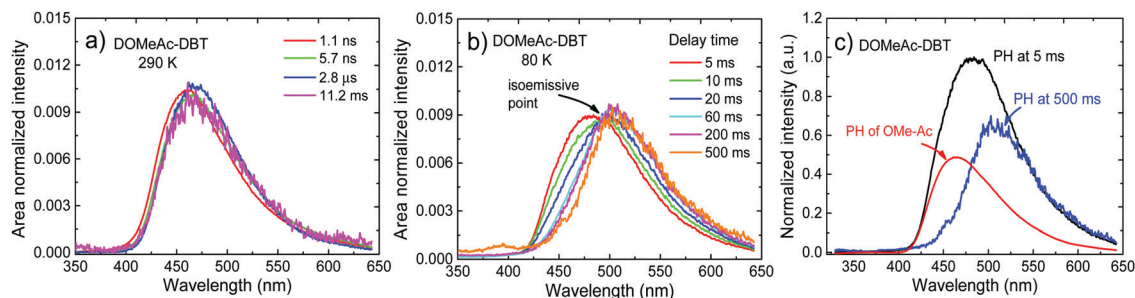 a)
DOMeAc-DBT
290 K
1.1 ns
5.7 ns
2.8 μs
11.2 ms
Area normalized intensity
0.015
0.012
0.009
0.006
0.003
0.000
350 400 450 500 550 600 650
Wavelength (nm)
b)
DOMeAc-DBT
80 K
isoemissive
point
Delay time
5 ms
10 ms
20 ms
60 ms
200 ms
500 ms
Area normalized intensity
0.015
0.012
0.009
0.006
0.003
0.000
350 400 450 500 550 600 650
Wavelength (nm)
c)
DOMeAc-DBT
PH at 5 ms
PH at 500 ms
PH of OMe-Ac
Normalized intensity (a.u.)
1.2
1.0
0.8
0.6
0.4
0.2
0.0
350 400 450 500 550 600 650
Wavelength (nm)